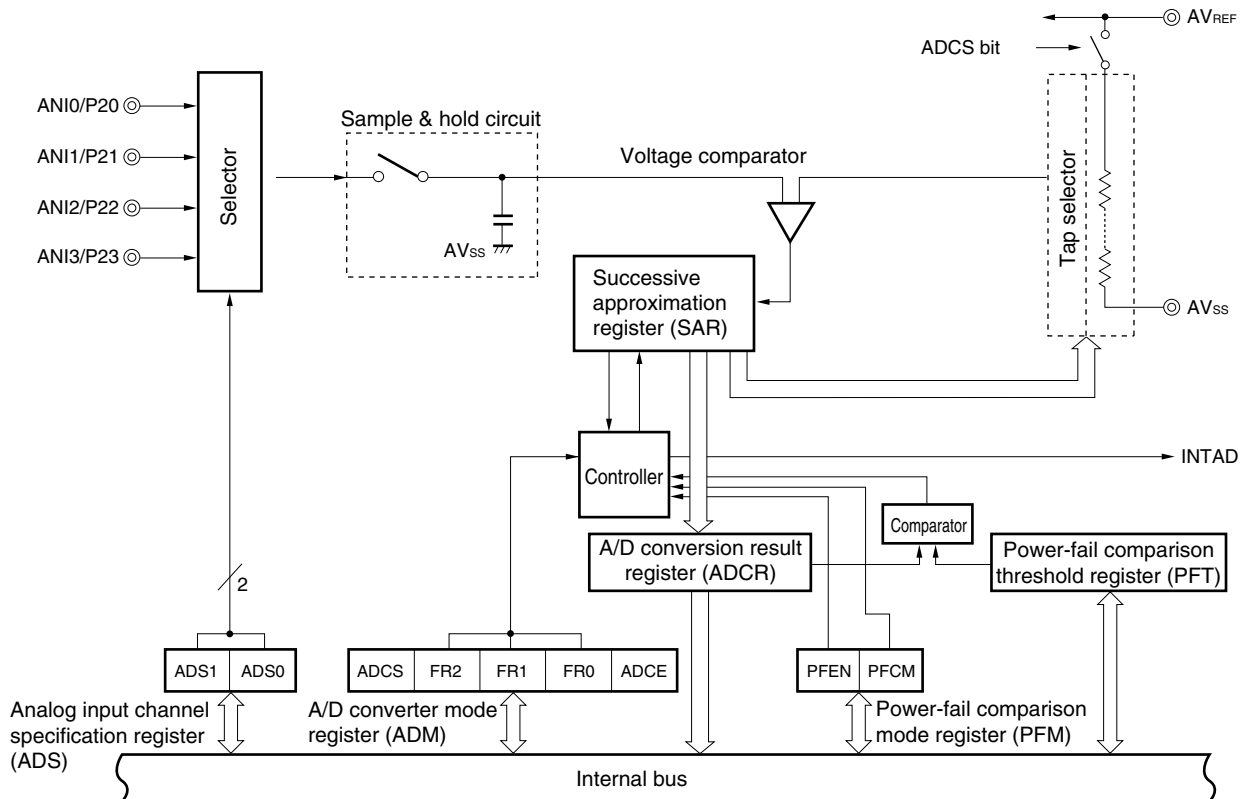 AVREF
ADCS bit
ANI0/P20
ANI1/P21
ANI2/P22
ANI3/P23
Selector
Sample & hold circuit
AVSS
Voltage comparator
Tap selector
AVSS
Successive
approximation
register (SAR)
Controller
INTAD
Comparator
A/D conversion result
register (ADCR)
Power-fail comparison
threshold register (PFT)
2
ADS1
ADS0
ADCS
FR2
FR1
FR0
ADCE
PFEN
PFCM
Analog input channel
specification register
(ADS)
A/D converter mode
register (ADM)
Power-fail comparison
mode register (PFM)
Internal bus